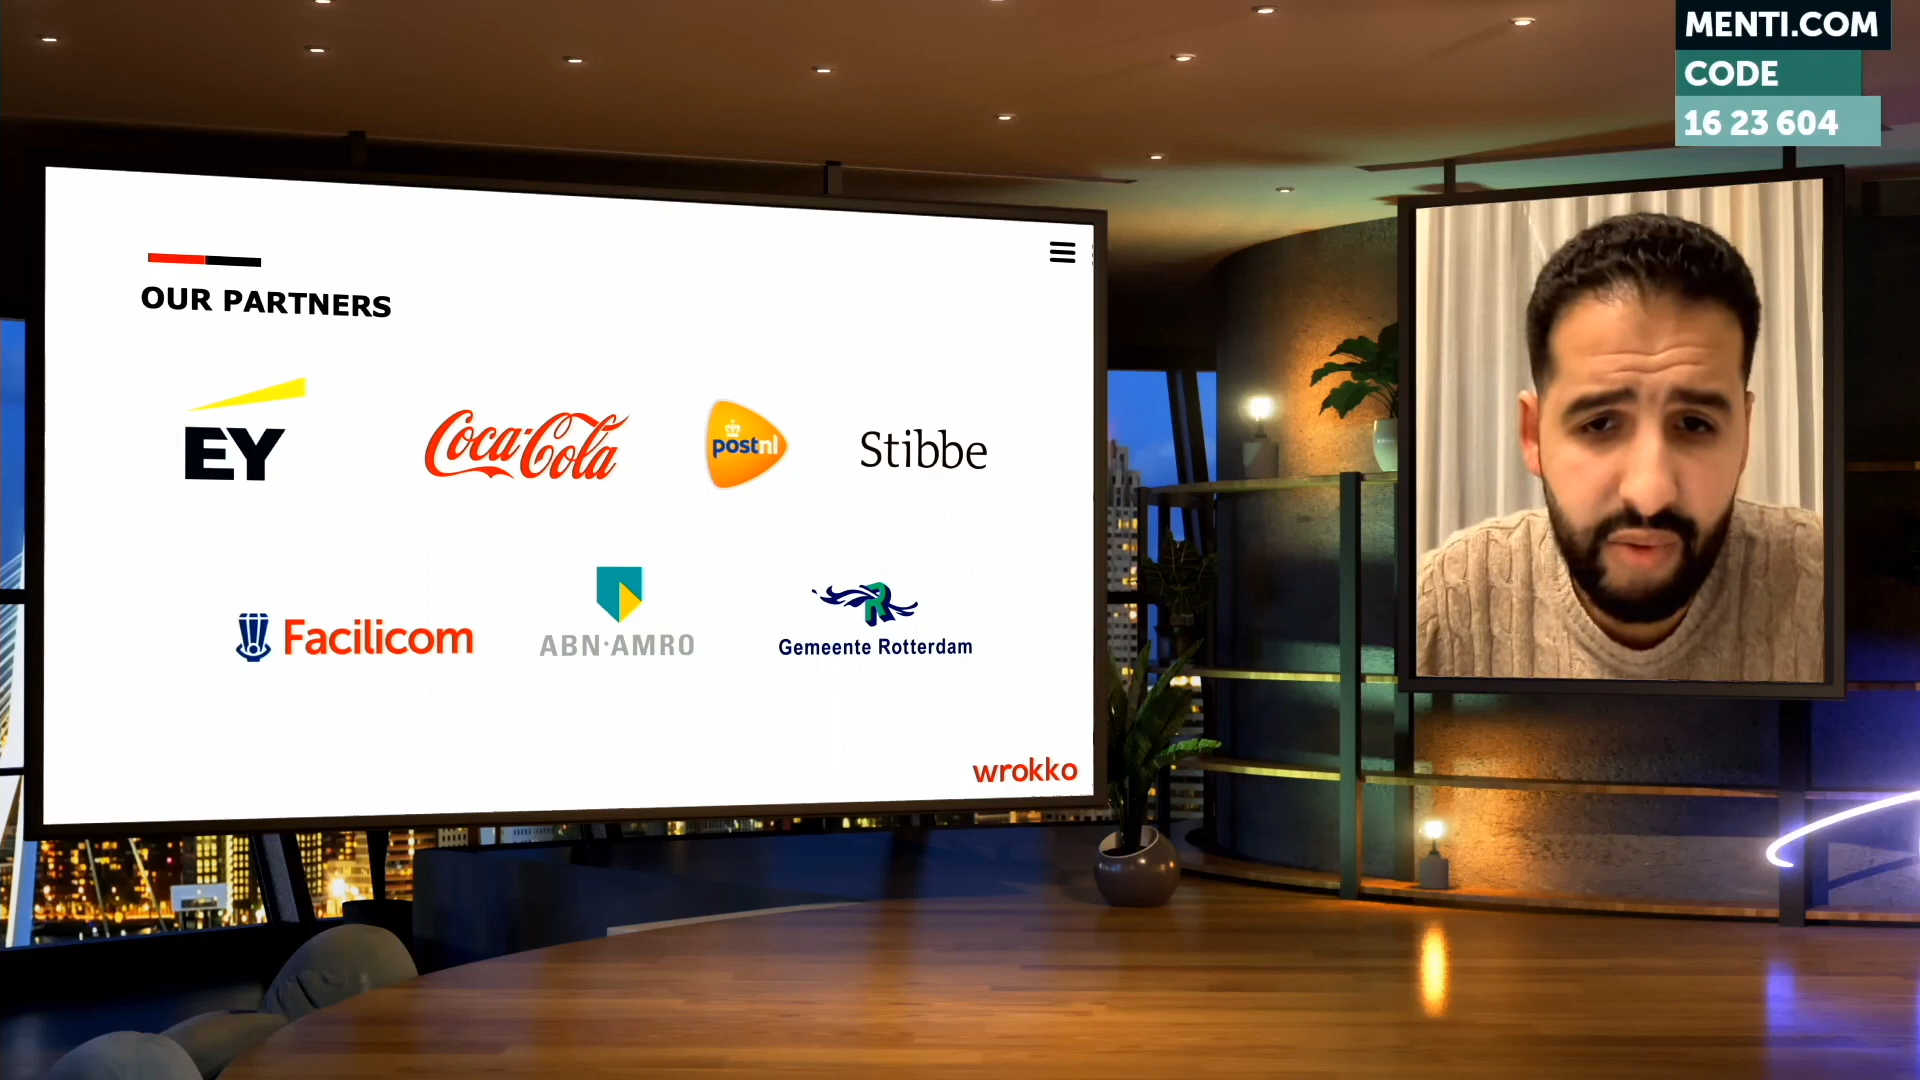 MENTI.COM
CODE
16 23 604
OUR PARTNERS
EY
Coca-Cola
postnl
Stibbe
Facilicom
ABN·AMRO
R
Gemeente Rotterdam
wrokko